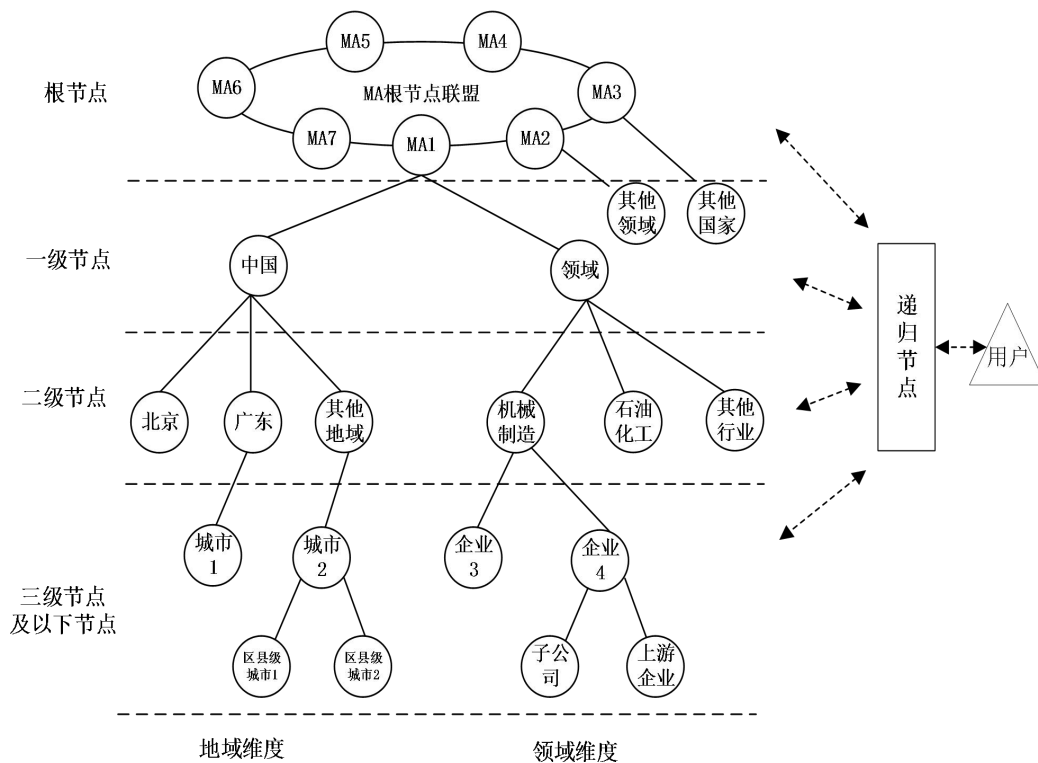 MA5
MA4
根节点
MA6
MA根节点联盟
MA3
MA7
MA1
MA2
其他
领域
其他
国家
一级节点
中国
领域
递
归
节
点
用户
二级节点
北京
广东
其他
地域
机械
制造
石油
化工
其他
行业
城市
1
城市
2
企业
3
企业
4
三级节点
及以下节点
区县级
城市1
区县级
城市2
子公
司
上游
企业
地域维度
领域维度